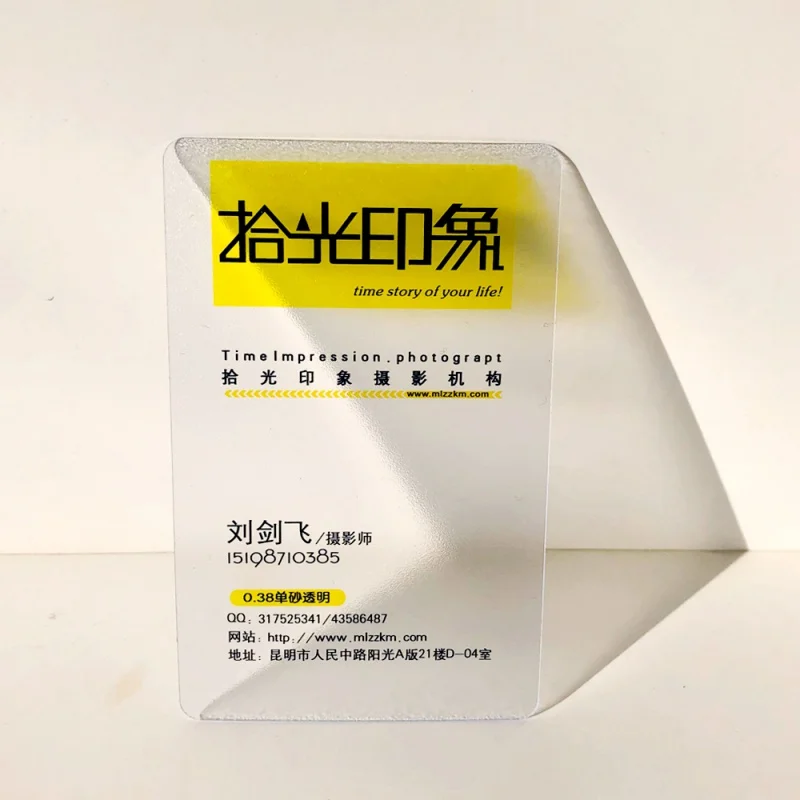 拾光印象
time story of your life!
TimeImpression.photograpt
拾光印象摄影机构
www.mlzzkm.com
刘剑飞/摄影师
15198710385
0.38单砂透明
QQ：317525341/43586487
网站：http://www.mlzzkm.com
地址：昆明市人民中路阳光A版21楼D-04室